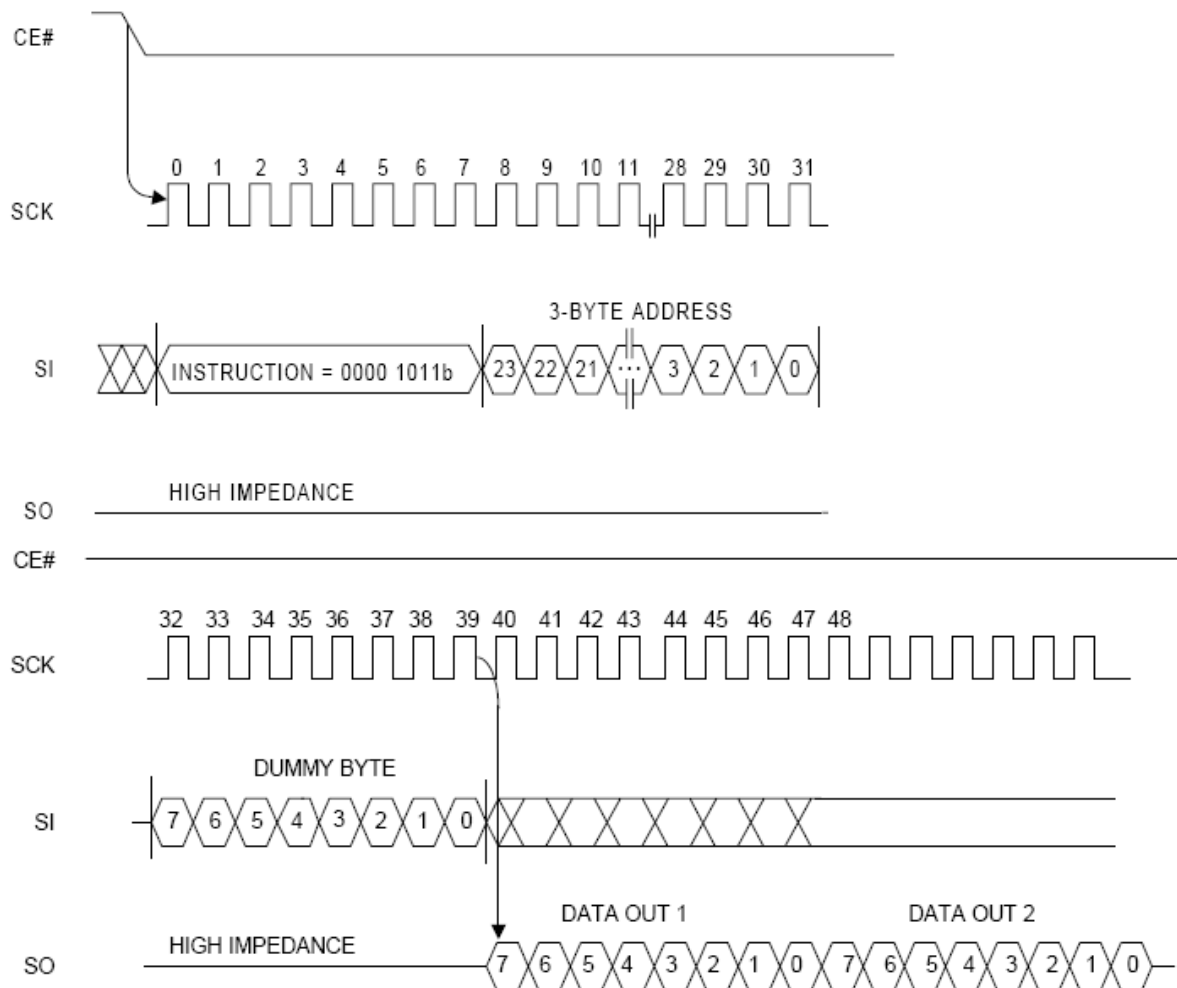 CE#
0 1 2 3 4 5 6 7 8 9 10 11 28 29 30 31
SCK
3-BYTE ADDRESS
SI INSTRUCTION = 0000 1011b 23 22 21 ... 3 2 1 0
HIGH IMPEDANCE
SO
CE#
32 33 34 35 36 37 38 39 40 41 42 43 44 45 46 47 48
SCK
DUMMY BYTE
SI 7 6 5 4 3 2 1 0
DATA OUT 1 DATA OUT 2
HIGH IMPEDANCE
SO 7 6 5 4 3 2 1 0 7 6 5 4 3 2 1 0